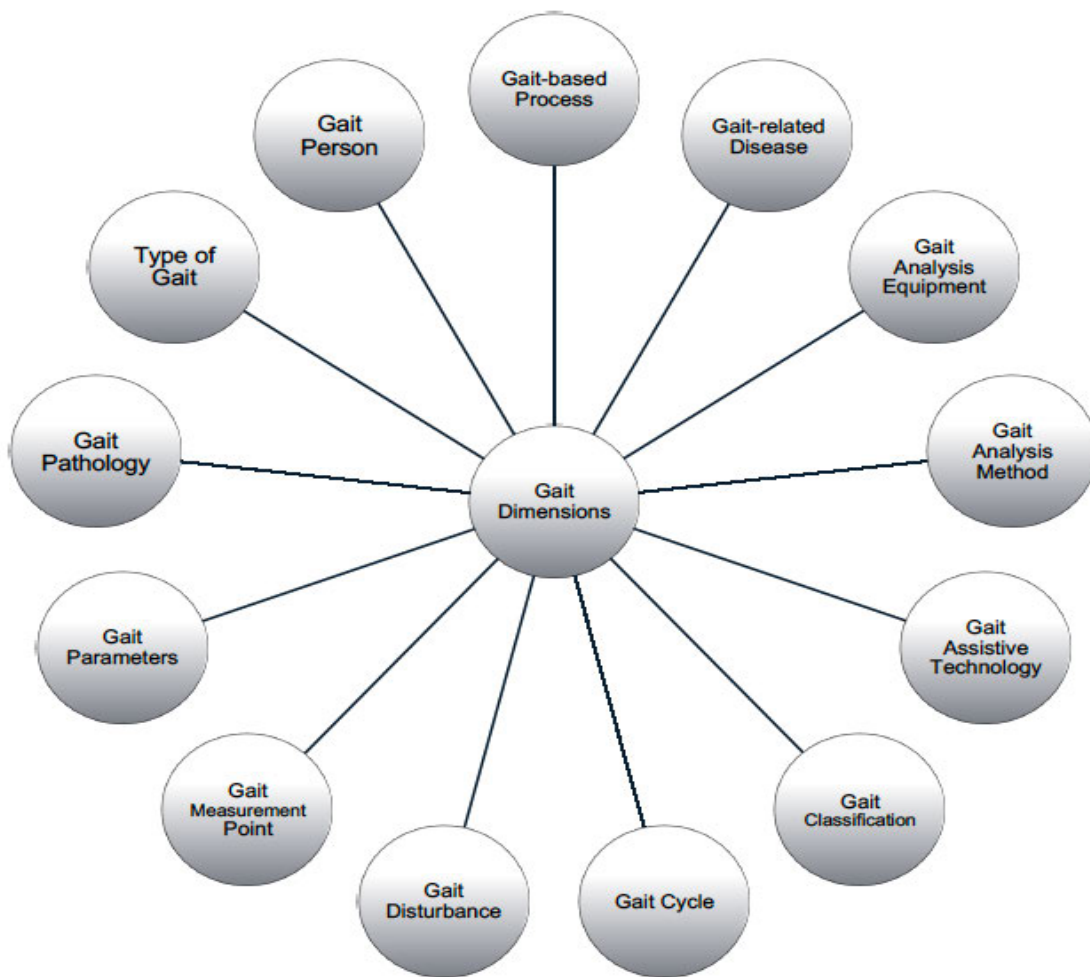 Gait-based
Process
Gait-related
Disease
Gait
Analysis
Equipment
Gait
Analysis
Method
Gait
Assistive
Technology
Gait
Classification
Gait Cycle
Gait
Disturbance
Gait
Measurement
Point
Gait
Parameters
Gait
Pathology
Type of
Gait
Gait
Person
Gait
Dimensions